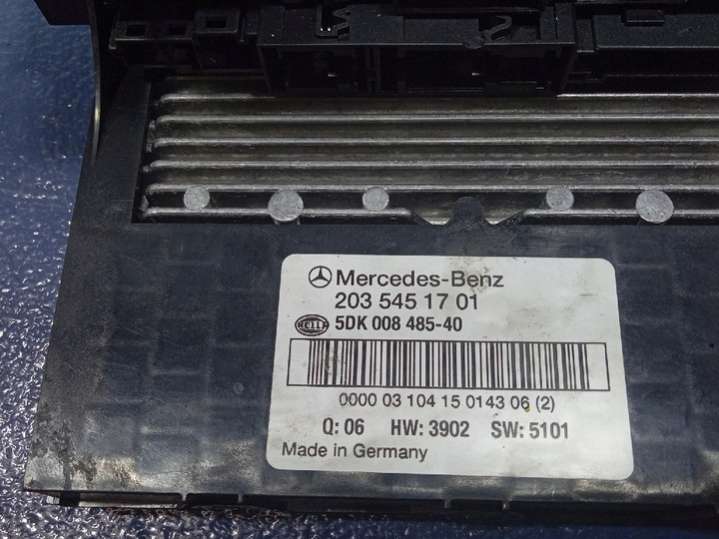 Mercedes-Benz
203 545 17 01
HELLA 5DK 008 485-40
0000 03 104 15 0143 06 (2)
Q: 06 HW: 3902 SW: 5101
Made in Germany